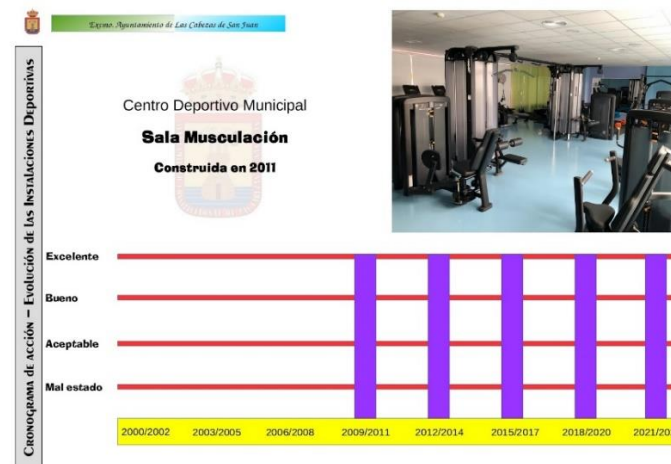 Excmo. Ayuntamiento de Las Cabezas de San Juan
Cronograma de acción – Evolución de las Instalaciones Deportivas
Centro Deportivo Municipal
Sala Musculación
Construida en 2011
Excelente
Bueno
Aceptable
Mal estado
2000/2002 2003/2005 2006/2008 2009/2011 2012/2014 2015/2017 2018/2020 2021/20